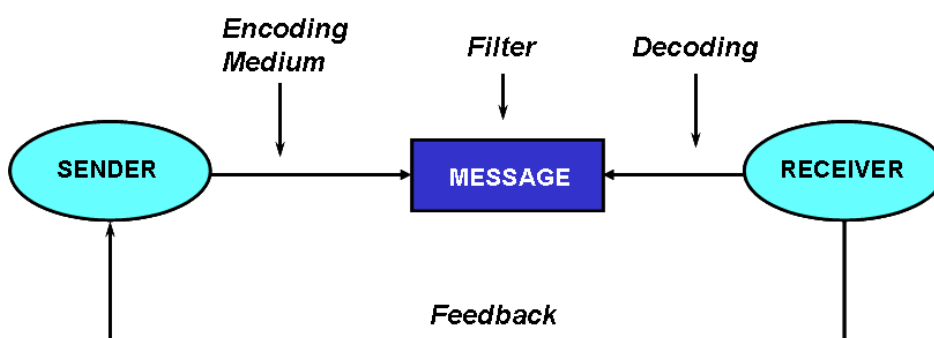 Encoding
Medium
Filter
Decoding
SENDER
MESSAGE
RECEIVER
Feedback